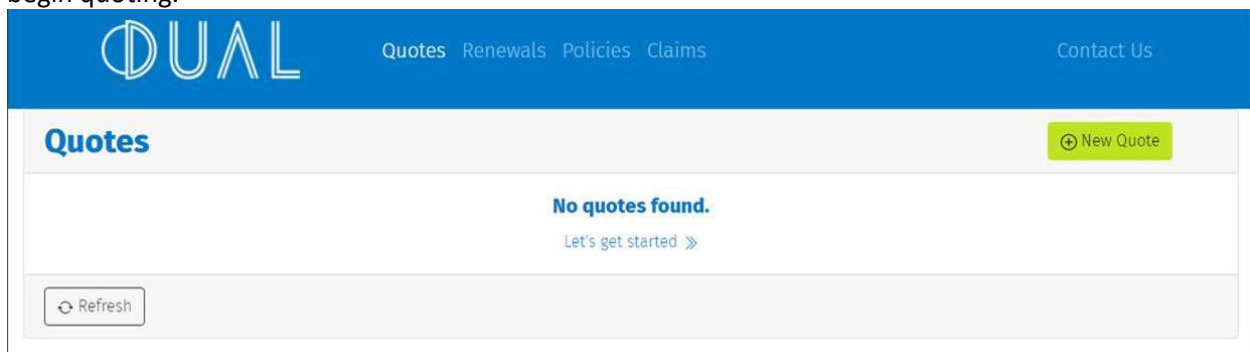 begin quoting.
DUAL Quotes Renewals Policies Claims Contact Us
Quotes New Quote
No quotes found.
Let's get started
Refresh